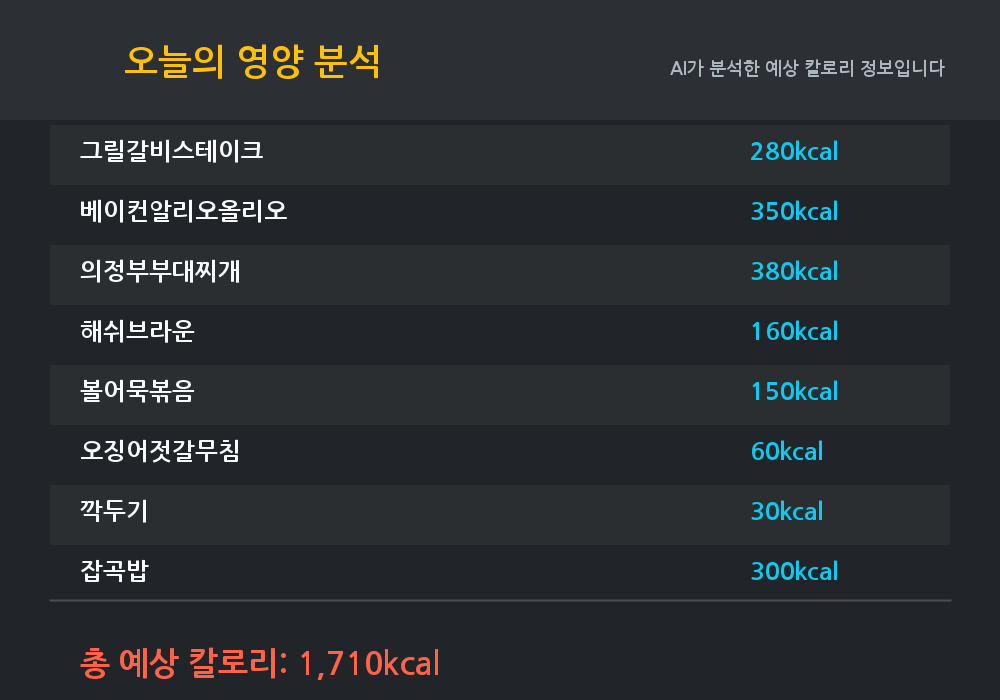 오늘의 영양 분석
AI가 분석한 예상 칼로리 정보입니다
그릴갈비스테이크 280kcal
베이컨알리오올리오 350kcal
의정부부대찌개 380kcal
해쉬브라운 160kcal
볼어묵볶음 150kcal
오징어젓갈무침 60kcal
깍두기 30kcal
잡곡밥 300kcal
총 예상 칼로리: 1,710kcal